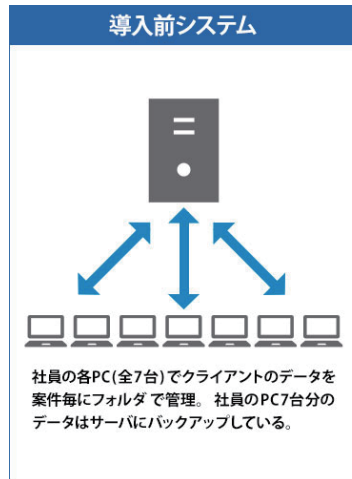 導入前システム
社員の各PC(全7台)でクライアントのデータを
案件毎にフォルダで管理。 社員のPC7台分の
データはサーバにバックアップしている。